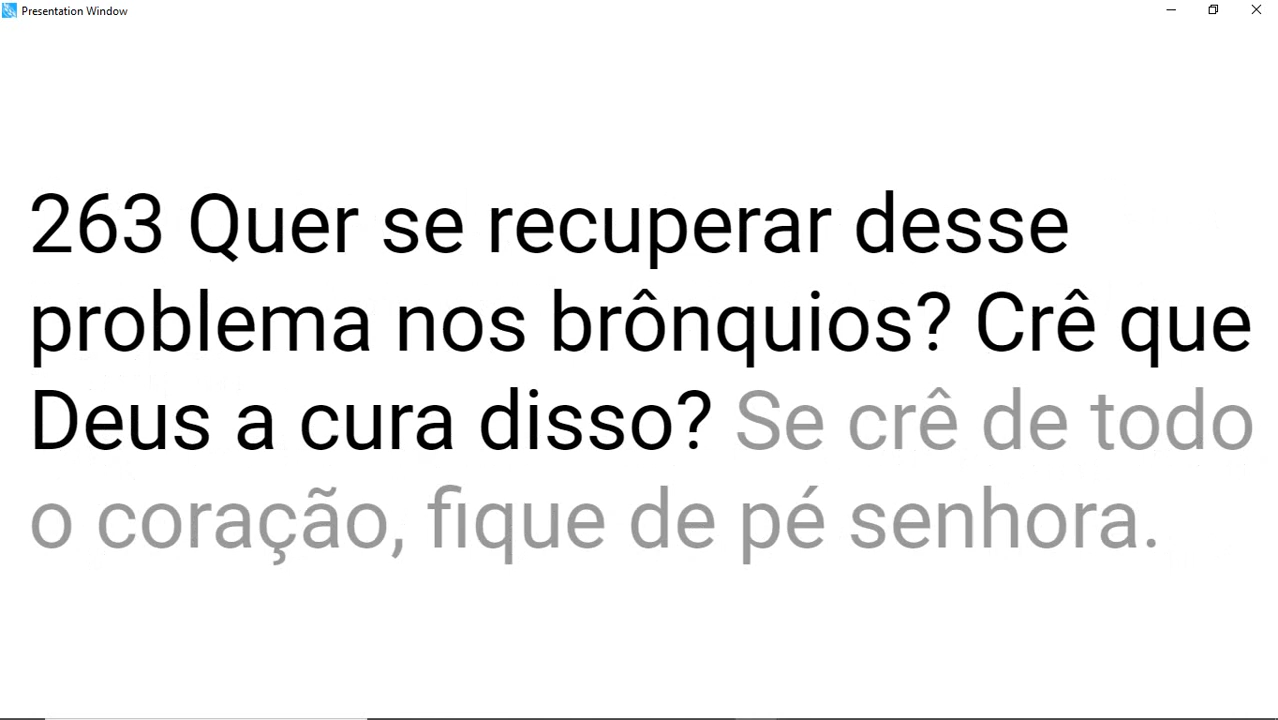 Presentation Window
263 Quer se recuperar desse
problema nos brônquios? Crê que
Deus a cura disso? Se crê de todo
o coração, fique de pé senhora.